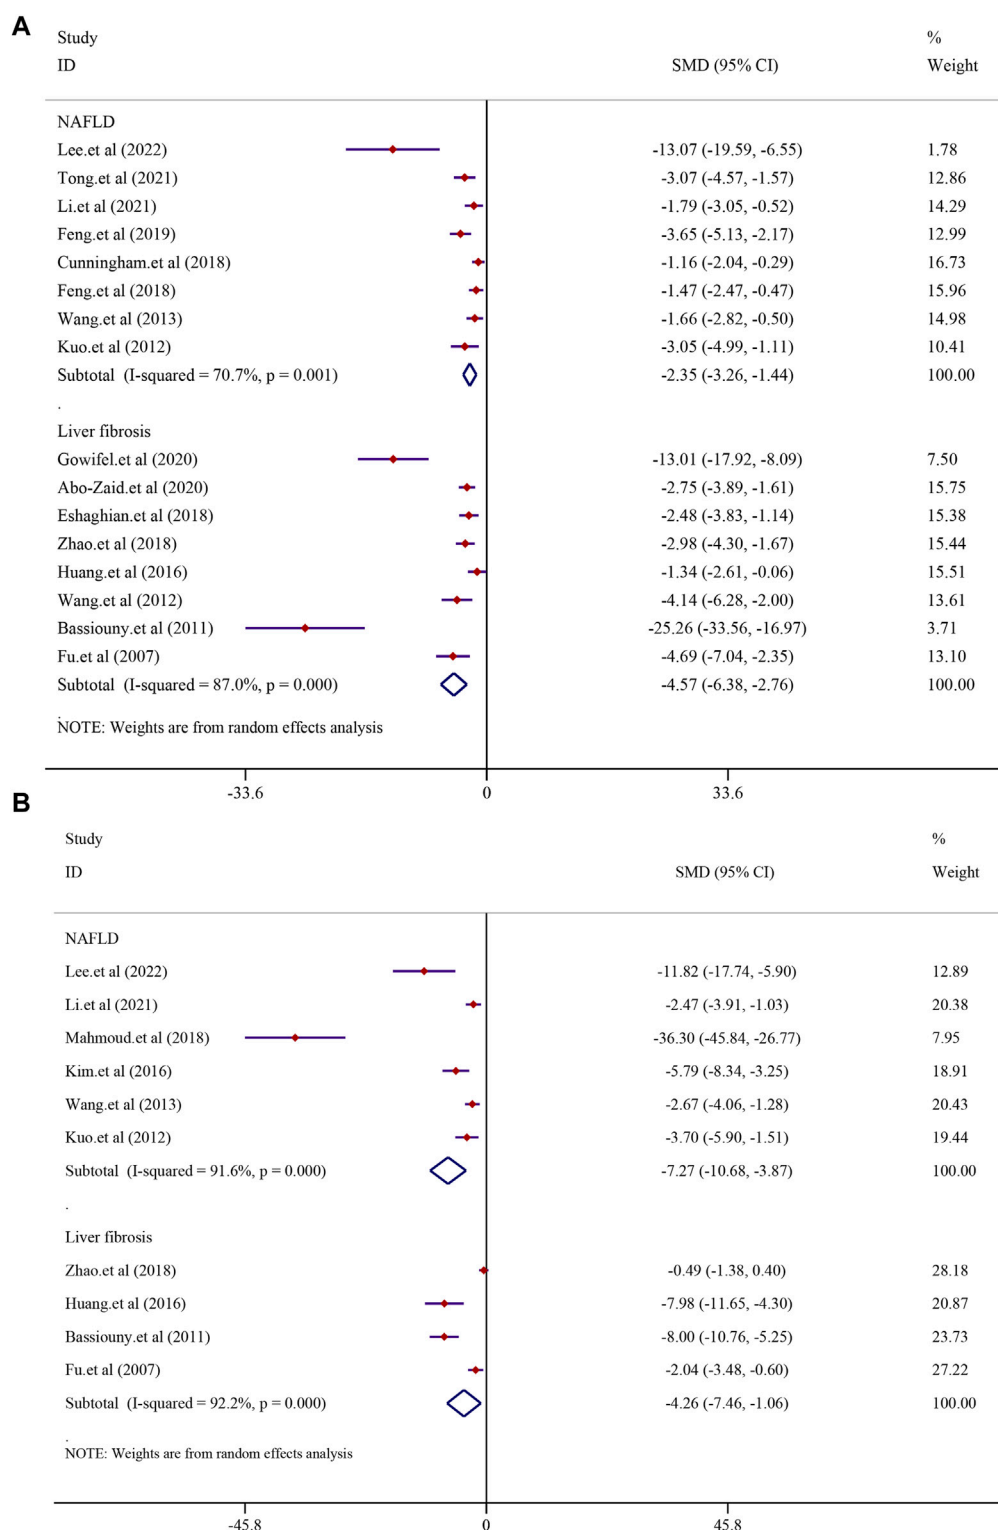 A
Study %
ID SMD (95% CI) Weight
NAFLD
Lee.et al (2022) -13.07 (-19.59, -6.55) 1.78
Tong.et al (2021) -3.07 (-4.57, -1.57) 12.86
Li.et al (2021) -1.79 (-3.05, -0.52) 14.29
Feng.et al (2019) -3.65 (-5.13, -2.17) 12.99
Cunningham.et al (2018) -1.16 (-2.04, -0.29) 16.73
Feng.et al (2018) -1.47 (-2.47, -0.47) 15.96
Wang.et al (2013) -1.66 (-2.82, -0.50) 14.98
Kuo.et al (2012) -3.05 (-4.99, -1.11) 10.41
Subtotal (I-squared = 70.7%, p = 0.001) -2.35 (-3.26, -1.44) 100.00
.
Liver fibrosis
Gowifel.et al (2020) -13.01 (-17.92, -8.09) 7.50
Abo-Zaid.et al (2020) -2.75 (-3.89, -1.61) 15.75
Eshaghian.et al (2018) -2.48 (-3.83, -1.14) 15.38
Zhao.et al (2018) -2.98 (-4.30, -1.67) 15.44
Huang.et al (2016) -1.34 (-2.61, -0.06) 15.51
Wang.et al (2012) -4.14 (-6.28, -2.00) 13.61
Bassiouny.et al (2011) -25.26 (-33.56, -16.97) 3.71
Fu.et al (2007) -4.69 (-7.04, -2.35) 13.10
Subtotal (I-squared = 87.0%, p = 0.000) -4.57 (-6.38, -2.76) 100.00
.
NOTE: Weights are from random effects analysis
-33.6 0 33.6
B
Study %
ID SMD (95% CI) Weight
NAFLD
Lee.et al (2022) -11.82 (-17.74, -5.90) 12.89
Li.et al (2021) -2.47 (-3.91, -1.03) 20.38
Mahmoud.et al (2018) -36.30 (-45.84, -26.77) 7.95
Kim.et al (2016) -5.79 (-8.34, -3.25) 18.91
Wang.et al (2013) -2.67 (-4.06, -1.28) 20.43
Kuo.et al (2012) -3.70 (-5.90, -1.51) 19.44
Subtotal (I-squared = 91.6%, p = 0.000) -7.27 (-10.68, -3.87) 100.00
.
Liver fibrosis
Zhao.et al (2018) -0.49 (-1.38, 0.40) 28.18
Huang.et al (2016) -7.98 (-11.65, -4.30) 20.87
Bassiouny.et al (2011) -8.00 (-10.76, -5.25) 23.73
Fu.et al (2007) -2.04 (-3.48, -0.60) 27.22
Subtotal (I-squared = 92.2%, p = 0.000) -4.26 (-7.46, -1.06) 100.00
.
NOTE: Weights are from random effects analysis
-45.8 0 45.8